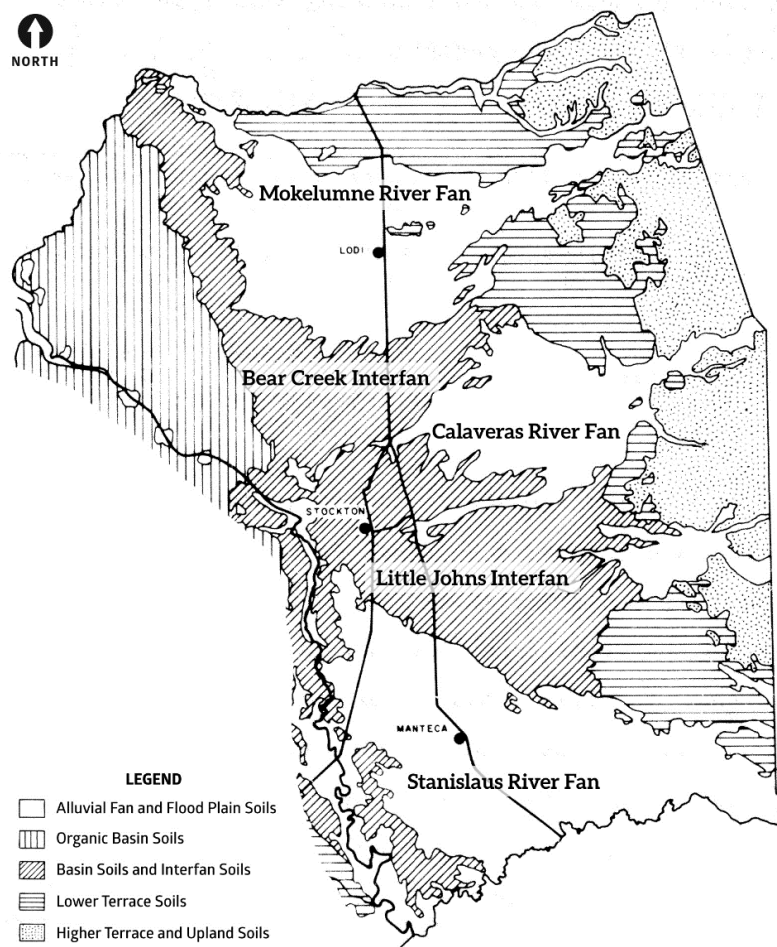 NORTH
Mokelumne River Fan
LODI
Bear Creek Interfan
Calaveras River Fan
STOCKTON
Little Johns Interfan
MANTECA
Stanislaus River Fan
LEGEND
Alluvial Fan and Flood Plain Soils
Organic Basin Soils
Basin Soils and Interfan Soils
Lower Terrace Soils
Higher Terrace and Upland Soils